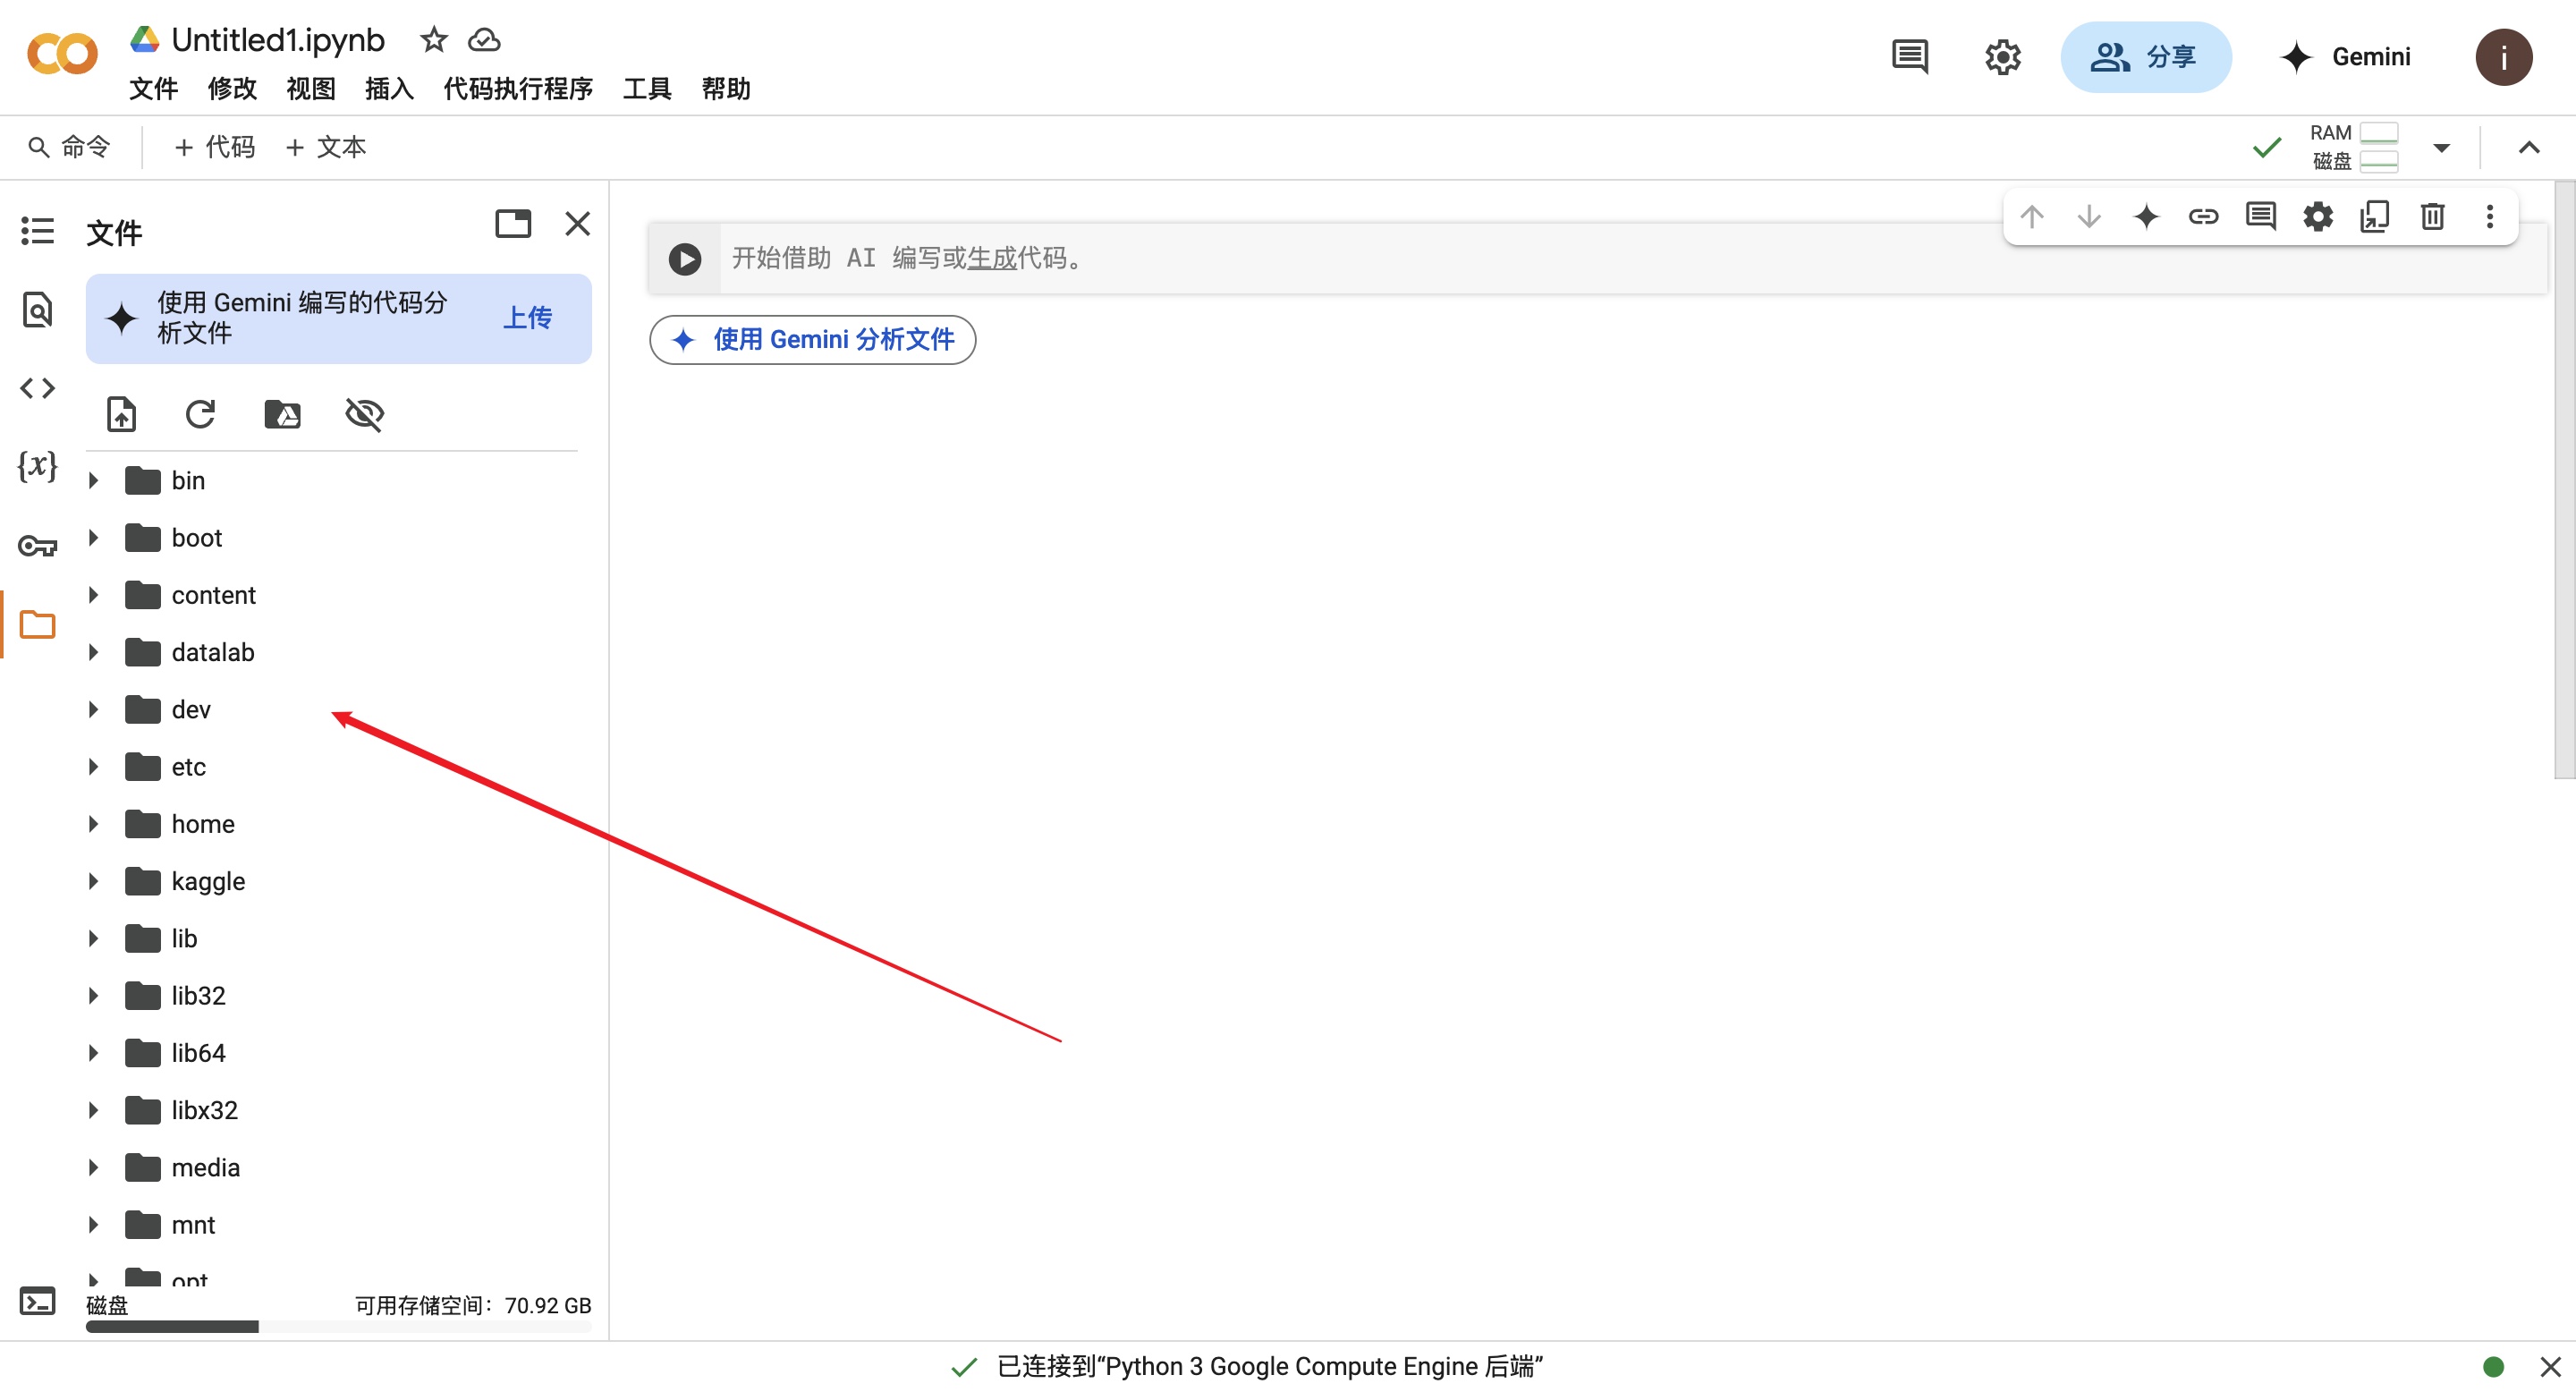 Untitled1.ipynb
文件 修改 视图 插入 代码执行程序 工具 帮助
分享
Gemini
i
命令
+ 代码 + 文本
RAM
磁盘
文件
使用 Gemini 编写的代码分
析文件
上传
{x}
bin
boot
content
datalab
dev
etc
home
kaggle
lib
lib32
lib64
libx32
media
mnt
opt
磁盘
可用存储空间：70.92 GB
开始借助 AI 编写或生成代码。
使用 Gemini 分析文件
已连接到“Python 3 Google Compute Engine 后端”